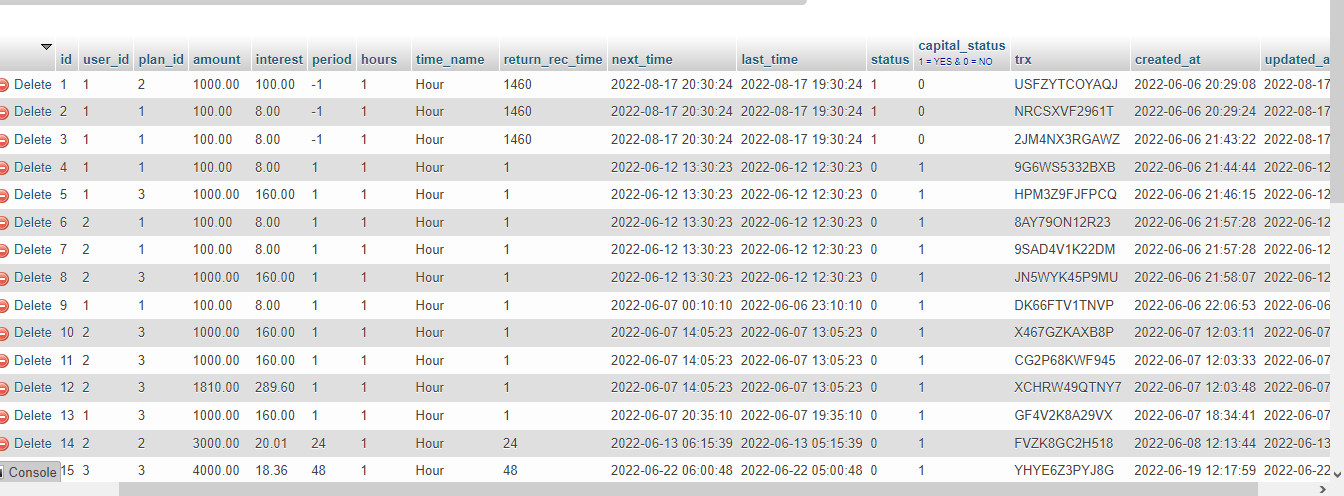 id user_id plan_id amount interest period hours time_name return_rec_time next_time last_time status capital_status 1 = YES & 0 = NO trx created_at updated_a
Delete 1 1 2 1000.00 100.00 -1 1 Hour 1460 2022-08-17 20:30:24 2022-08-17 19:30:24 1 0 USFZYTCOYAQJ 2022-06-06 20:29:08 2022-08-17
Delete 2 1 1 100.00 8.00 -1 1 Hour 1460 2022-08-17 20:30:24 2022-08-17 19:30:24 1 0 NRCSXVF2961T 2022-06-06 20:29:24 2022-08-17
Delete 3 1 1 100.00 8.00 -1 1 Hour 1460 2022-08-17 20:30:24 2022-08-17 19:30:24 1 0 2JM4NX3RGAWZ 2022-06-06 21:43:22 2022-08-17
Delete 4 1 1 100.00 8.00 1 1 Hour 1 2022-06-12 13:30:23 2022-06-12 12:30:23 0 1 9G6WS5332BXB 2022-06-06 21:44:44 2022-06-12
Delete 5 1 3 1000.00 160.00 1 1 Hour 1 2022-06-12 13:30:23 2022-06-12 12:30:23 0 1 HPM3Z9FJFPCQ 2022-06-06 21:46:15 2022-06-12
Delete 6 2 1 100.00 8.00 1 1 Hour 1 2022-06-12 13:30:23 2022-06-12 12:30:23 0 1 8AY79ON12R23 2022-06-06 21:57:28 2022-06-12
Delete 7 2 1 100.00 8.00 1 1 Hour 1 2022-06-12 13:30:23 2022-06-12 12:30:23 0 1 9SAD4V1K22DM 2022-06-06 21:57:28 2022-06-12
Delete 8 2 3 1000.00 160.00 1 1 Hour 1 2022-06-12 13:30:23 2022-06-12 12:30:23 0 1 JN5WYK45P9MU 2022-06-06 21:58:07 2022-06-12
Delete 9 1 1 100.00 8.00 1 1 Hour 1 2022-06-07 00:10:10 2022-06-06 23:10:10 0 1 DK66FTV1TNVP 2022-06-06 22:06:53 2022-06-06
Delete 10 2 3 1000.00 160.00 1 1 Hour 1 2022-06-07 14:05:23 2022-06-07 13:05:23 0 1 X467GZKAXB8P 2022-06-07 12:03:11 2022-06-07
Delete 11 2 3 1000.00 160.00 1 1 Hour 1 2022-06-07 14:05:23 2022-06-07 13:05:23 0 1 CG2P68KWF945 2022-06-07 12:03:33 2022-06-07
Delete 12 2 3 1810.00 289.60 1 1 Hour 1 2022-06-07 14:05:23 2022-06-07 13:05:23 0 1 XCHRW49QTNY7 2022-06-07 12:03:48 2022-06-07
Delete 13 1 3 1000.00 160.00 1 1 Hour 1 2022-06-07 20:35:10 2022-06-07 19:35:10 0 1 GF4V2K8A29VX 2022-06-07 18:34:41 2022-06-07
Delete 14 2 2 3000.00 20.01 24 1 Hour 24 2022-06-13 06:15:39 2022-06-13 05:15:39 0 1 FVZK8GC2H518 2022-06-08 12:13:44 2022-06-13
Console 15 3 3 4000.00 18.36 48 1 Hour 48 2022-06-22 06:00:48 2022-06-22 05:00:48 0 1 YHYE6Z3PYJ8G 2022-06-19 12:17:59 2022-06-22